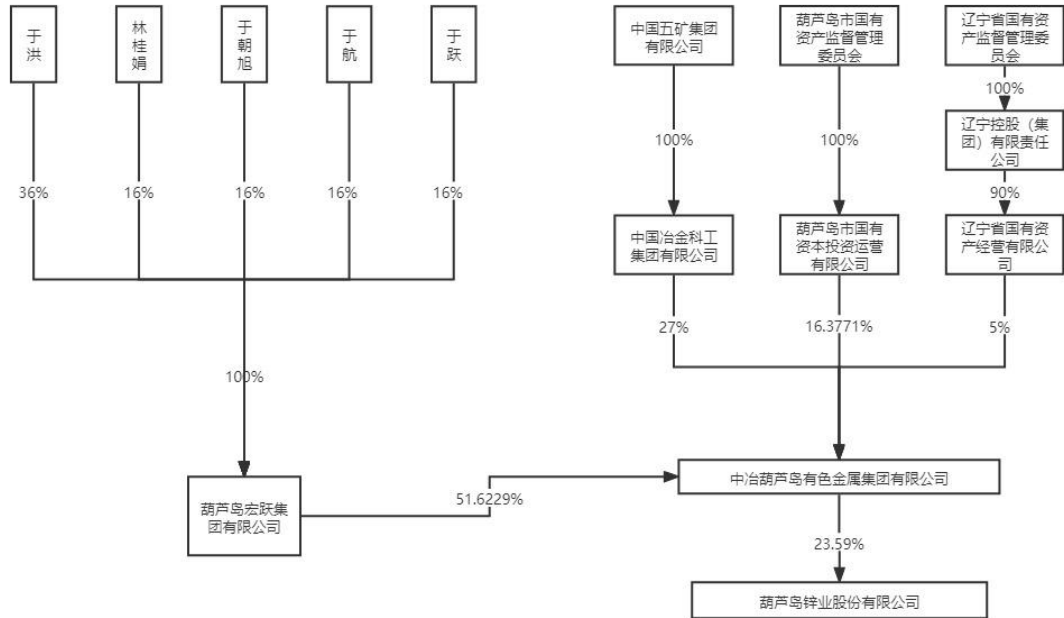 于
洪
林
桂
娟
于
朝
旭
于
航
于
跃
中国五矿集团
有限公司
葫芦岛市国有
资产监督管理
委员会
辽宁省国有资
产监督管理委
员会
100%
辽宁控股（集
团）有限责任
公司
100%
100%
36%
16%
16%
16%
16%
90%
中国冶金科工
集团有限公司
葫芦岛市国有
资本投资运营
有限公司
辽宁省国有资
产经营有限公
司
27%
16.3771%
5%
100%
中冶葫芦岛有色金属集团有限公司
葫芦岛宏跃集
团有限公司
51.6229%
23.59%
葫芦岛锌业股份有限公司